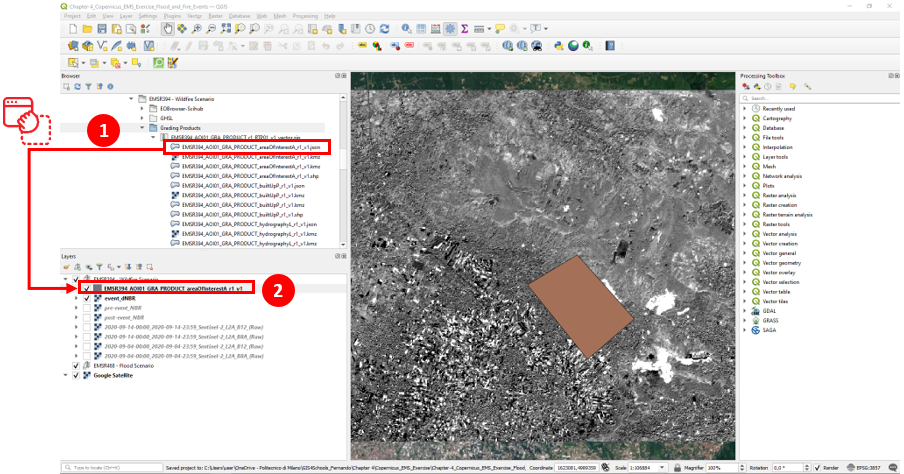 Chapter-4_Copernicus_EMS_Exercise_Flood_and_Fire_Events — QGIS
Project Edit View Layer Settings Plugins Vector Raster Database Web Mesh Processing Help
Browser
EMSR394 - Wildfire Scenario
EOBrowser-SciHub
GHSL
Grading Products
EMSR394_AOI01_GRA_PRODUCT_r1_RTP01_v1_vector.zip
EMSR394_AOI01_GRA_PRODUCT_areaOfInterestA_r1_v1.json
EMSR394_AOI01_GRA_PRODUCT_areaOfInterestA_r1_v1.kmz
EMSR394_AOI01_GRA_PRODUCT_areaOfInterestA_r1_v1.kmz
EMSR394_AOI01_GRA_PRODUCT_areaOfInterestA_r1_v1.shp
EMSR394_AOI01_GRA_PRODUCT_builtUpP_r1_v1.json
EMSR394_AOI01_GRA_PRODUCT_builtUpP_r1_v1.kmz
EMSR394_AOI01_GRA_PRODUCT_builtUpP_r1_v1.kmz
EMSR394_AOI01_GRA_PRODUCT_builtUpP_r1_v1.shp
EMSR394_AOI01_GRA_PRODUCT_hydrographyL_r1_v1.json
EMSR394_AOI01_GRA_PRODUCT_hydrographyL_r1_v1.kmz
EMSR394_AOI01_GRA_PRODUCT_hydrographyL_r1_v1.kmz
1
Layers
EMSR394 - Wildfire Scenario
EMSR394_AOI01_GRA_PRODUCT_areaOfInterestA_r1_v1
2
event_dNBR
pre-event_NBR
post-event_NBR
2020-09-14-00:00_2020-09-14-23:59_Sentinel-2_L2A_B12_(Raw)
2020-09-14-00:00_2020-09-14-23:59_Sentinel-2_L2A_B8A_(Raw)
2020-09-04-00:00_2020-09-04-23:59_Sentinel-2_L2A_B12_(Raw)
2020-09-04-00:00_2020-09-04-23:59_Sentinel-2_L2A_B8A_(Raw)
EMSR468 - Flood Scenario
Google Satellite
Processing Toolbox
Search...
Recently used
Cartography
Database
File tools
Interpolation
Layer tools
Mesh
Network analysis
Plots
Raster analysis
Raster creation
Raster terrain analysis
Raster tools
Vector analysis
Vector creation
Vector general
Vector geometry
Vector overlay
Vector selection
Vector table
Vector tiles
GDAL
GRASS
SAGA
Type to locate (Ctrl+K)
Saved project to: C:/Users/yaar/OneDrive - Politecnico di Milano/GIS4Schools_Fernando/Chapter 4/Copernicus_EMS_Exercise/Chapter-4_Copernicus_EMS_Exercise_Flood_
Coordinate 1623081,4989359 Scale 1:106884 Magnifier 100% Rotation 0,0 ° Render EPSG:3857